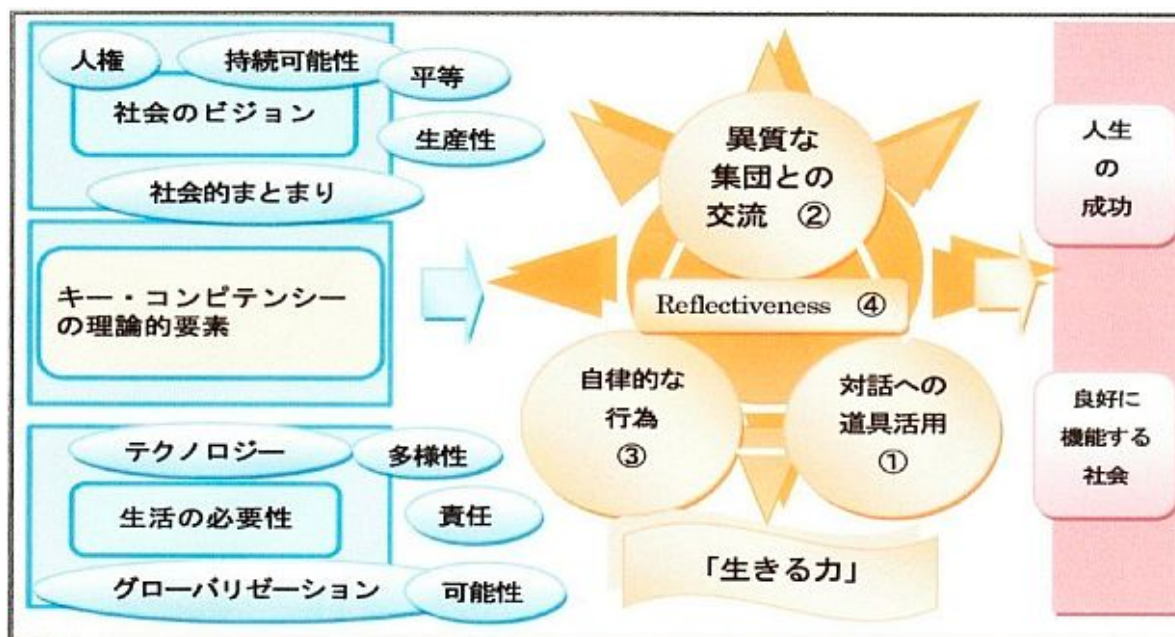 人権
持続可能性
平等
社会のビジョン
生産性
社会的まとまり
キー・コンピテンシー
の理論的要素
テクノロジー
多様性
生活の必要性
責任
グローバリゼーション
可能性
異質な
集団との
交流 ②
Reflectiveness ④
自律的な
行為
③
対話への
道具活用
①
「生きる力」
人生
の
成功
良好に
機能する
社会